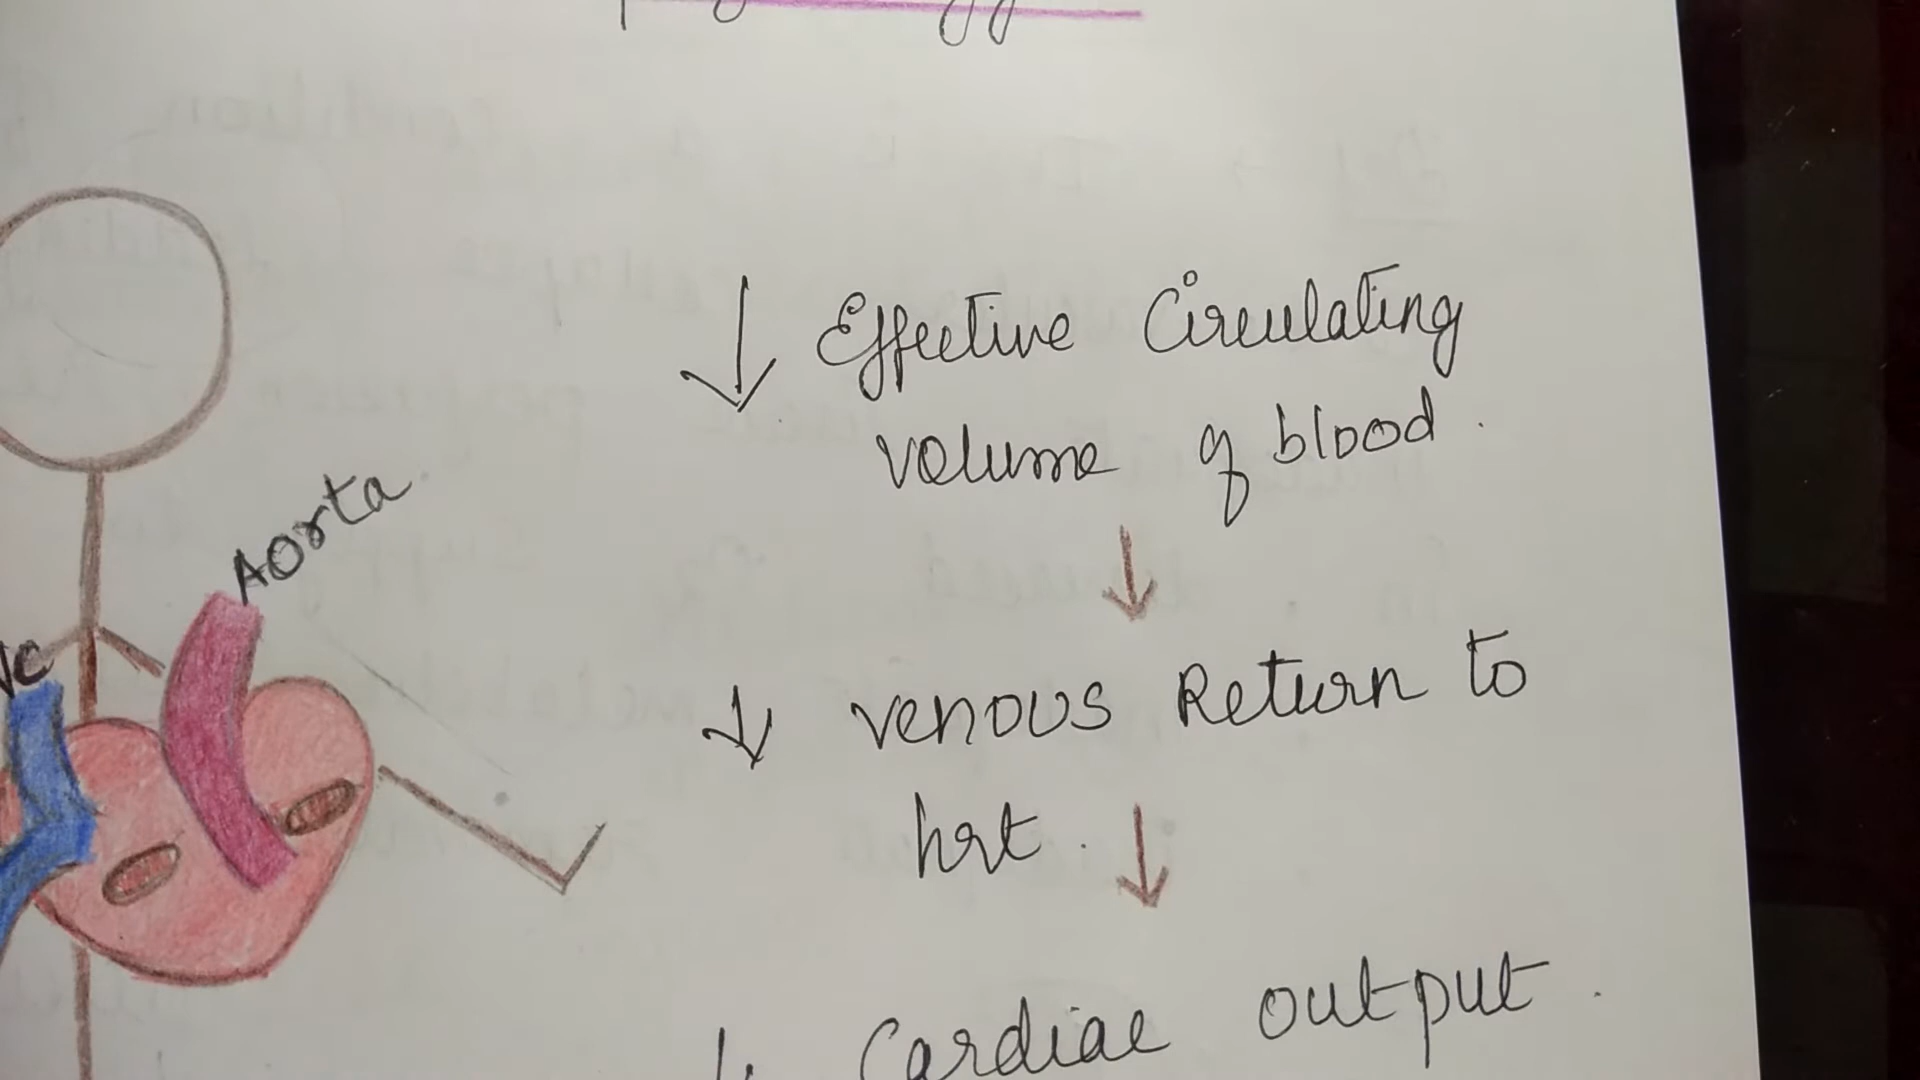 ↓ Effective Circulating
volume of blood.
↓
↓ venous Return to
hrt.
↓
↓ Cardiac output.
Aorta